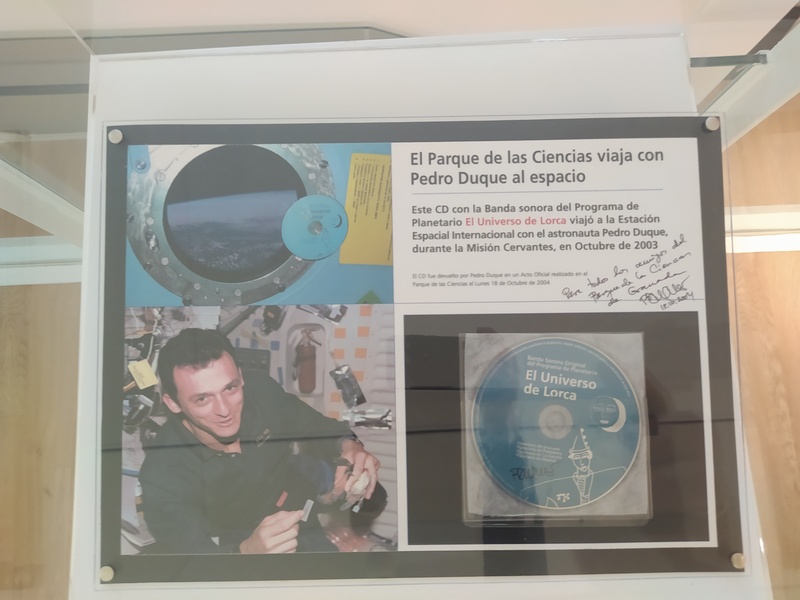 El Parque de las Ciencias viaja con
Pedro Duque al espacio
Este CD con la Banda sonora del Programa de
Planetario El Universo de Lorca viajó a la Estación
Espacial Internacional con el astronauta Pedro Duque,
durante la Misión Cervantes, en Octubre de 2003
El CD fue devuelto por Pedro Duque en un Acto Oficial realizado en el
Parque de las Ciencias al Lunes 18 de Octubre de 2004
Para todos los amigos del
Parque de las Ciencias
de Granada
Banda Sonora Original
del Programa de Planetario
El Universo
de Lorca